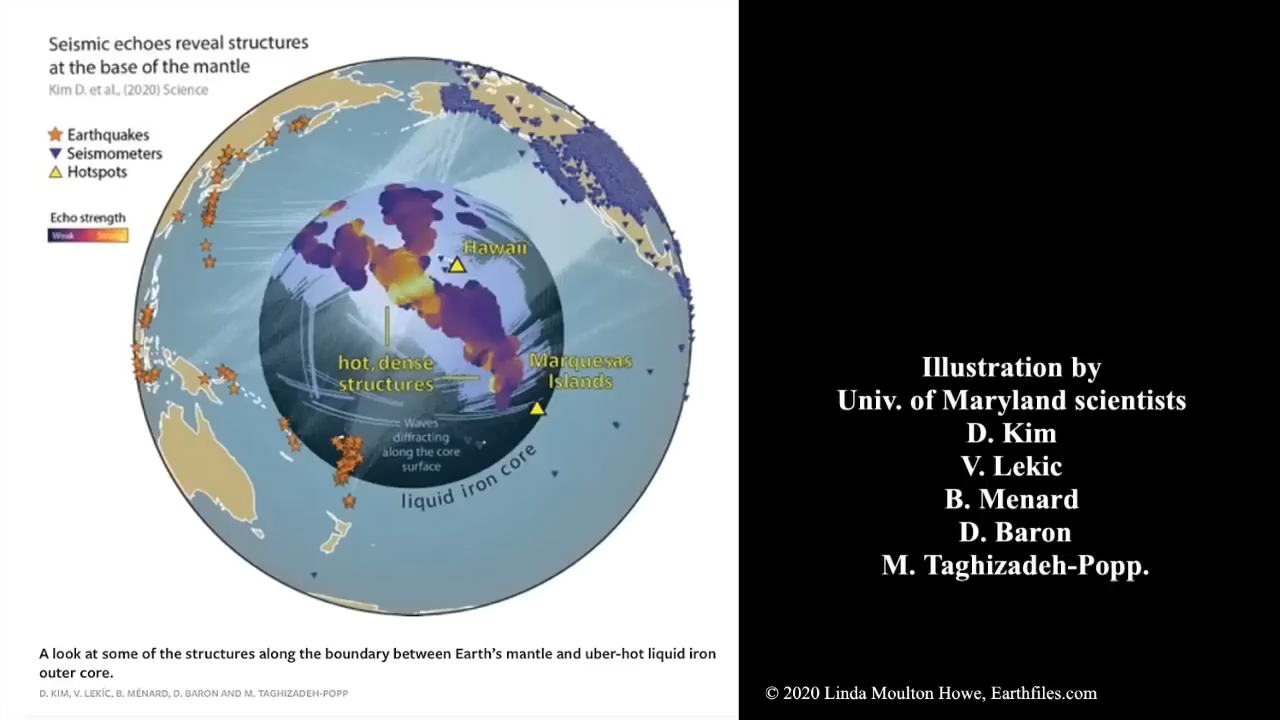 Seismic echoes reveal structures
at the base of the mantle
Kim D. et al., (2020) Science
Earthquakes
Seismometers
Hotspots
Echo strength
Weak
Strong
Hawaii
hot, dense
structures
Marquesas
Islands
Waves
diffracting
along the core
surface
liquid iron core
A look at some of the structures along the boundary between Earth's mantle and uber-hot liquid iron
outer core.
D. KIM, V. LEKÍC, B. MÉNARD, D. BARON AND M. TAGHIZADEH-POPP
Illustration by
Univ. of Maryland scientists
D. Kim
V. Lekic
B. Menard
D. Baron
M. Taghizadeh-Popp.
© 2020 Linda Moulton Howe, Earthfiles.com